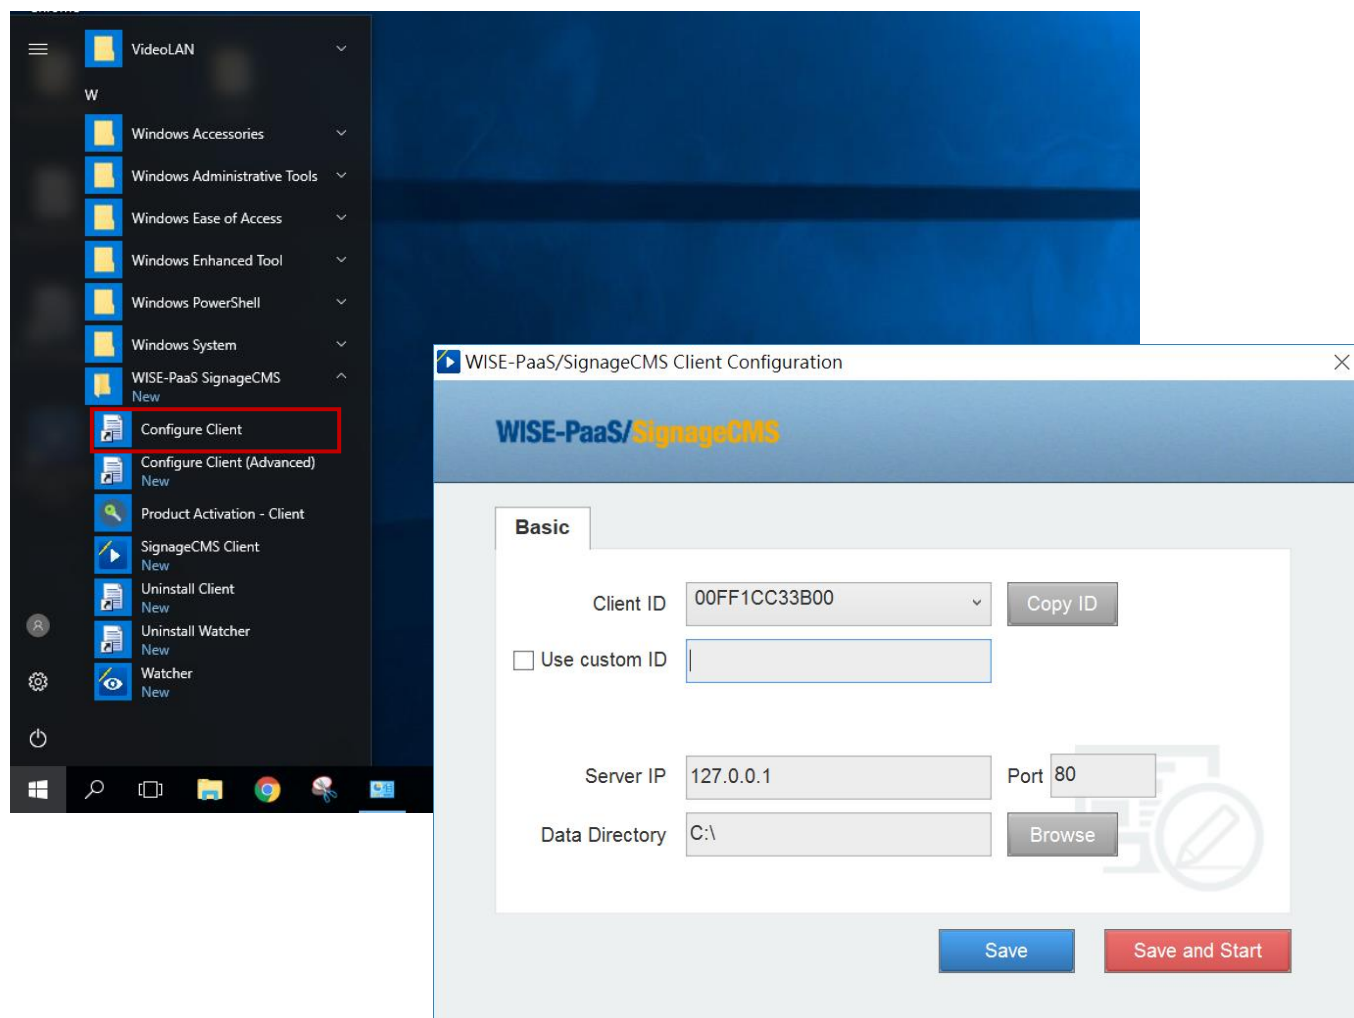 VideoLAN
W
Windows Accessories
Windows Administrative Tools
Windows Ease of Access
Windows Enhanced Tool
Windows PowerShell
Windows System
WISE-PaaS SignageCMS
New
Configure Client
Configure Client (Advanced)
New
Product Activation - Client
SignageCMS Client
New
Uninstall Client
New
Uninstall Watcher
New
Watcher
New
WISE-PaaS/SignageCMS Client Configuration
WISE-PaaS/SignageCMS
Basic
Client ID 00FF1CC33B00 Copy ID
Use custom ID
Server IP 127.0.0.1 Port 80
Data Directory C:\ Browse
Save Save and Start